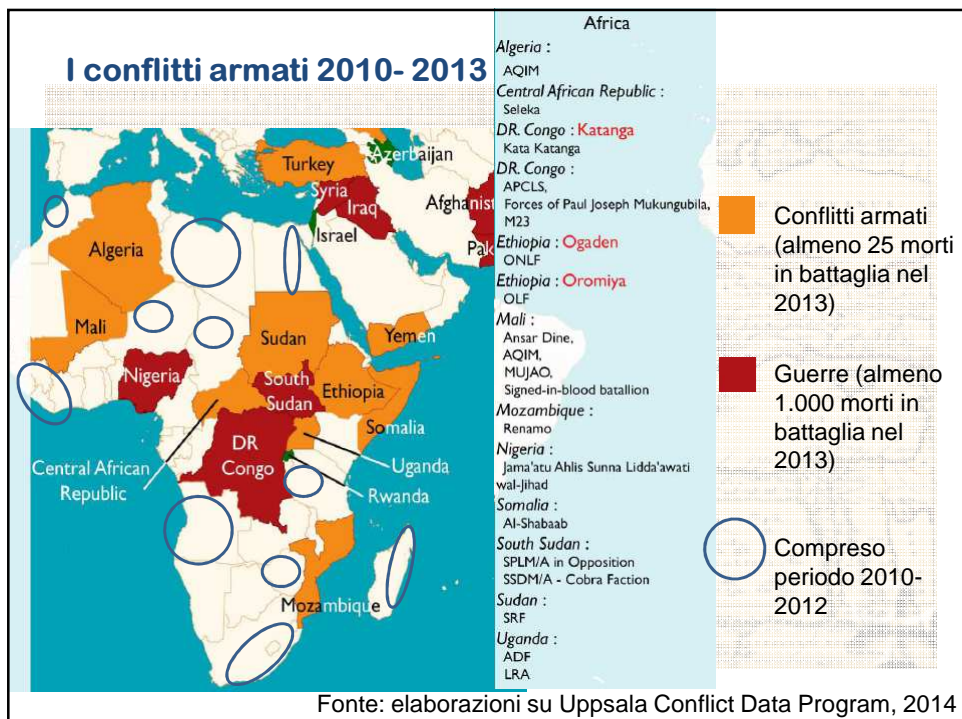 I conflitti armati 2010- 2013
Turkey
Azerbaijan
Syria
Iraq
Afghanist
Israel
Pak
Algeria
Mali
Sudan
Yemen
Nigeria
South
Sudan
Ethiopia
Somalia
DR
Congo
Central African
Republic
Uganda
Rwanda
Mozambique
Africa
Algeria :
AQIM
Central African Republic :
Seleka
DR. Congo : Katanga
Kata Katanga
DR. Congo :
APCLS,
Forces of Paul Joseph Mukungubila,
M23
Ethiopia : Ogaden
ONLF
Ethiopia : Oromiya
OLF
Mali :
Ansar Dine,
AQIM,
MUJAO,
Signed-in-blood batallion
Mozambique :
Renamo
Nigeria :
Jama'atu Ahlis Sunna Lidda'awati
wal-Jihad
Somalia :
Al-Shabaab
South Sudan :
SPLM/A in Opposition
SSDM/A - Cobra Faction
Sudan :
SRF
Uganda :
ADF
LRA
Conflitti armati
(almeno 25 morti
in battaglia nel
2013)
Guerre (almeno
1.000 morti in
battaglia nel
2013)
Compreso
periodo 2010-
2012
Fonte: elaborazioni su Uppsala Conflict Data Program, 2014